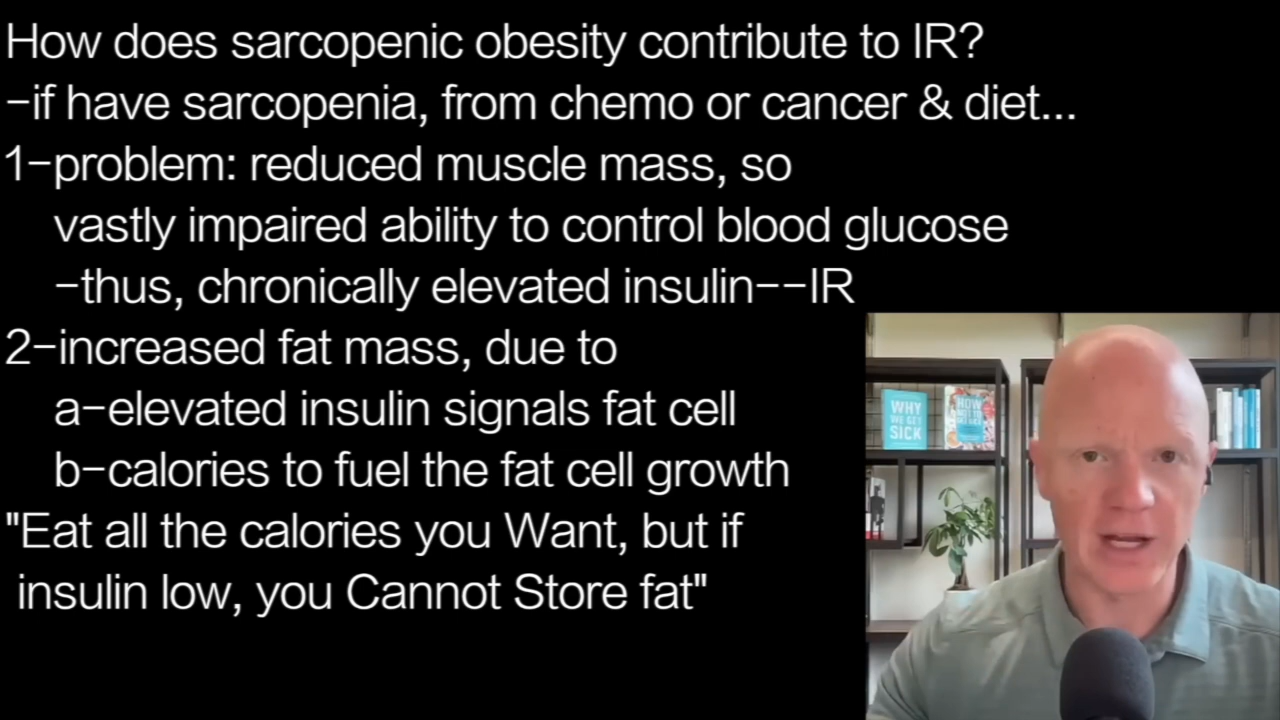 How does sarcopenic obesity contribute to IR?
-if have sarcopenia, from chemo or cancer & diet...
1-problem: reduced muscle mass, so
vastly impaired ability to control blood glucose
-thus, chronically elevated insulin--IR
2-increased fat mass, due to
a-elevated insulin signals fat cell
b-calories to fuel the fat cell growth
"Eat all the calories you Want, but if
insulin low, you Cannot Store fat"
WHY
WE GET
SICK
HOW